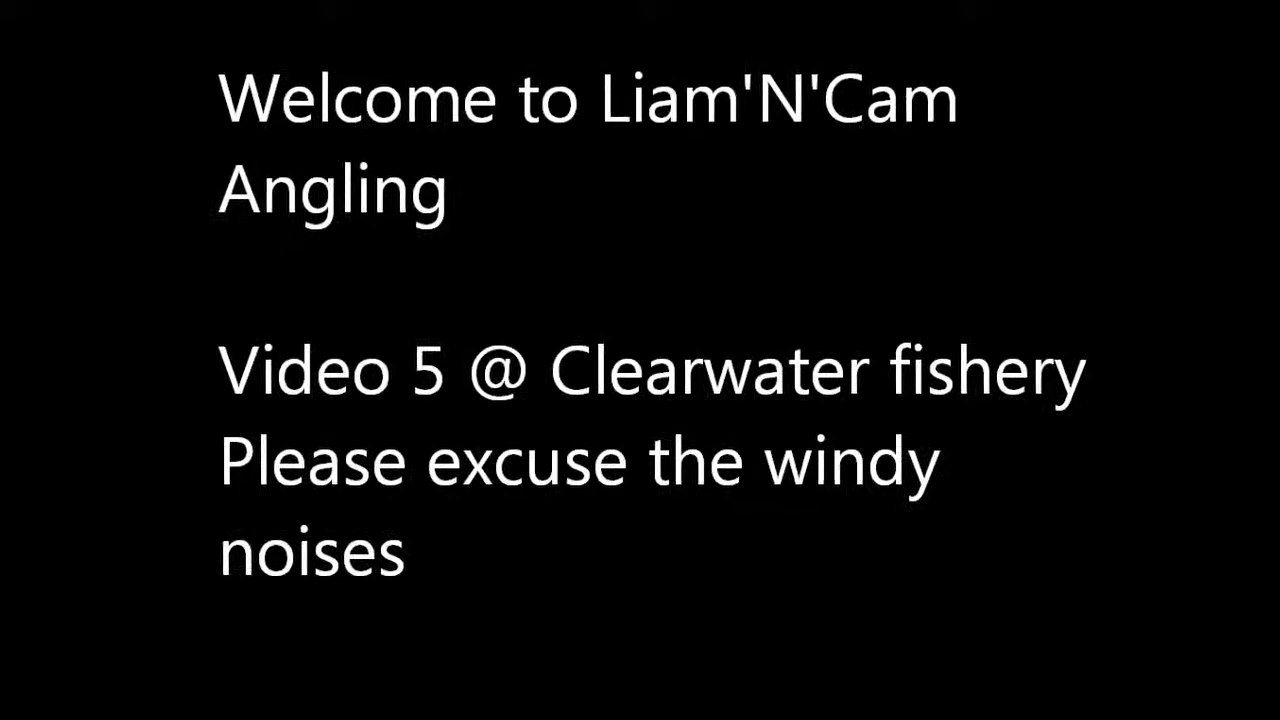 Welcome to Liam'N'Cam
Angling
Video 5 @ Clearwater fishery
Please excuse the windy
noises